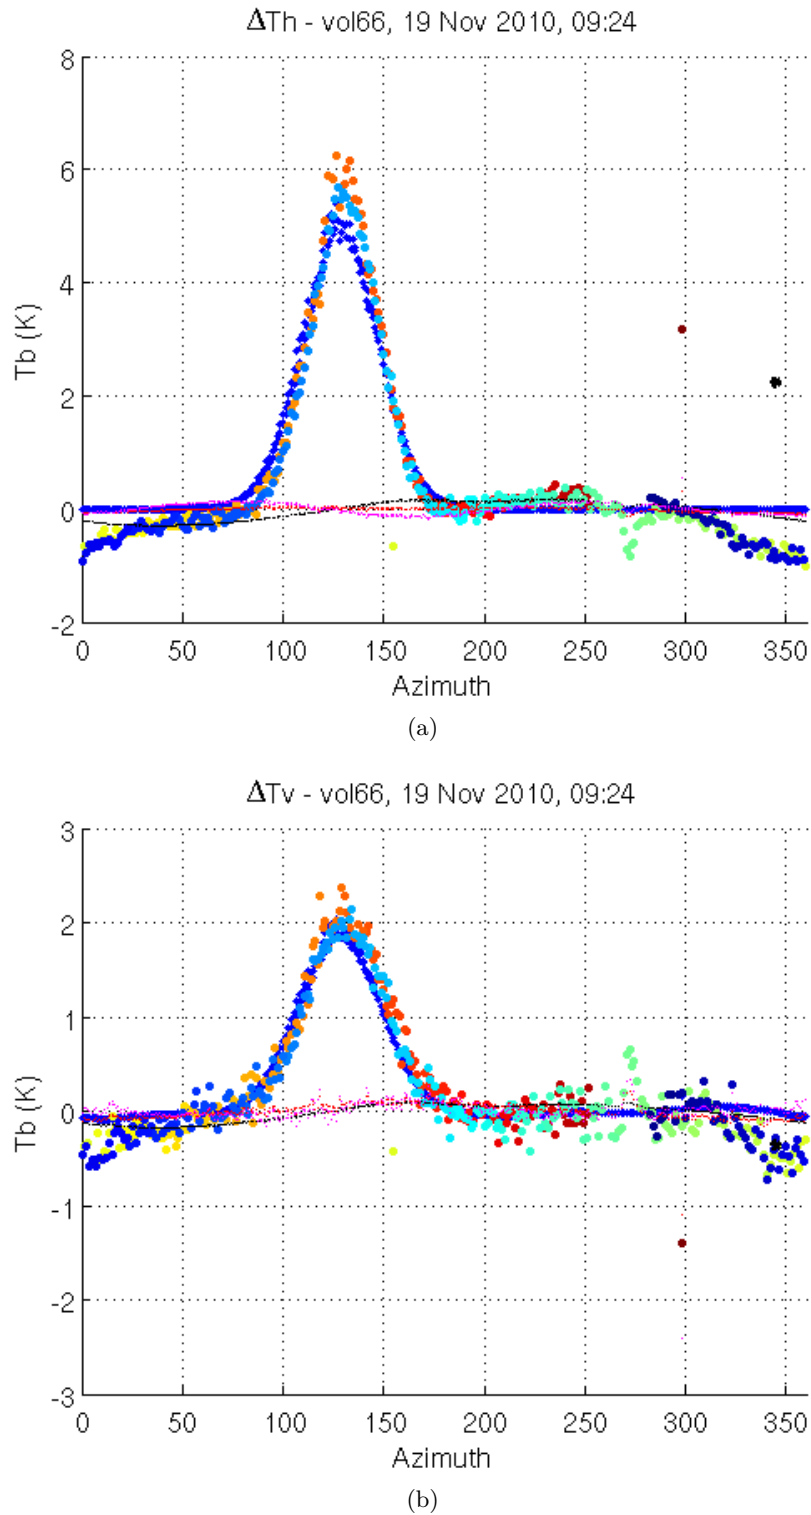 ΔTh - vol66, 19 Nov 2010, 09:24
8
6
4
2
0
-2
Tb (K)
0 50 100 150 200 250 300 350
Azimuth
(a)
ΔTv - vol66, 19 Nov 2010, 09:24
3
2
1
0
-1
-2
-3
Tb (K)
0 50 100 150 200 250 300 350
Azimuth
(b)